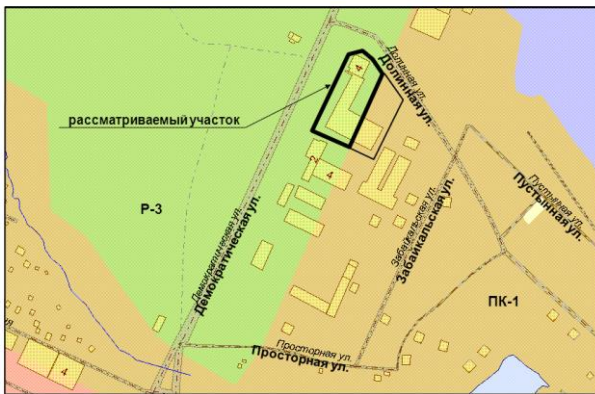 Долинная ул.
Долинная ул.
4
рассматриваемый участок
2
4
Р-3
Демократическая ул.
Демократическая ул.
Забайкальская ул.
Забайкальская ул.
Пустынная ул.
Пустынная ул.
ПК-1
Просторная ул.
Просторная ул.
4